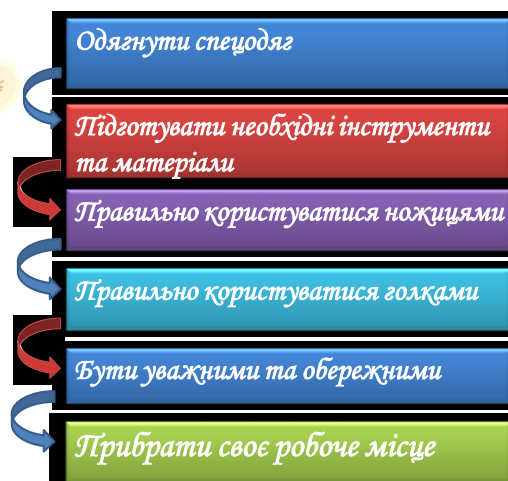 Одягнути спецодяг
Підготувати необхідні інструменти
та матеріали
Правильно користуватися ножицями
Правильно користуватися голками
Бути уважними та обережними
Прибрати своє робоче місце